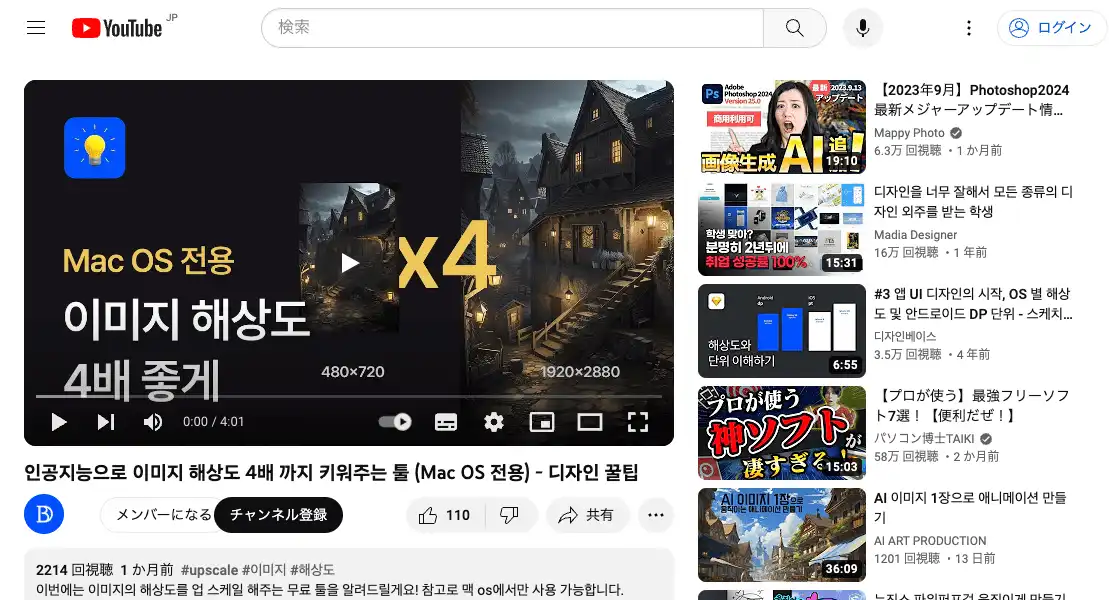 YouTube JP
検索
ログイン
Mac OS 전용
이미지 해상도
4배 좋게
x4
480×720
1920×2880
0:00 / 4:01
인공지능으로 이미지 해상도 4배 까지 키워주는 툴 (Mac OS 전용) - 디자인 꿀팁
メンバーになる
チャンネル登録
110
共有
2214 回視聴 1 か月前 #upscale #이미지 #해상도
이번에는 이미지의 해상도를 업 스케일 해주는 무료 툴을 알려드릴게요! 참고로 맥 os에서만 사용 가능합니다.
Ps
Adobe
Photoshop2024
Version 25.0
最新
2023.9.13
アップデート
商用利用可
画像生成AI追
19:10
【2023年9月】Photoshop2024
最新メジャーアップデート情...
Mappy Photo
6.3万 回視聴 ・1 か月前
학생 맞아?
분명히 2년뒤에
취업 성공률 100%
15:31
디자인을 너무 잘해서 모든 종류의 디
자인 외주를 받는 학생
Madia Designer
16万 回視聴 ・1 年前
Android
dp
iOS
pt
해상도와
단위 이해하기
6:55
#3 앱 UI 디자인의 시작, OS 별 해상
도 및 안드로이드 DP 단위 - 스케치...
디자인베이스
3.5万 回視聴 ・4 年前
プロが使う
神ソフトが
凄すぎる!
15:03
【プロが使う】最強フリーソフ
ト7選！【便利だぜ！】
パソコン博士TAIKI
58万 回視聴 ・2 か月前
AI 이미지 1장으로
움직이는 애니메이션 만들기
36:09
AI 이미지 1장으로 애니메이션 만들
기
AI ART PRODUCTION
1201 回視聴 ・13 日前